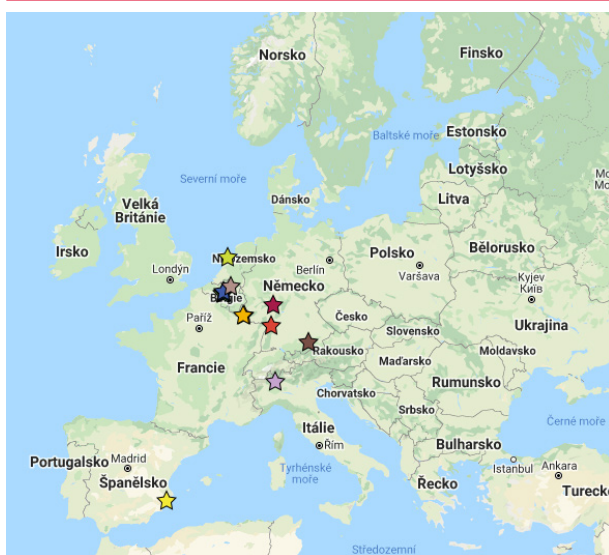 Norsko
Finsko
Baltské moře
Estonsko
Severní moře
Lotyšsko
Dánsko
Litva
Velká
Británie
Irsko
Londýn
Berlín
Polsko
Varšava
Bělorusko
Německo
Kyjev
Київ
Paříž
Česko
Ukrajina
Slovensko
Rakousko
Moldavsko
Maďarsko
Francie
Rumunsko
Chorvatsko
Srbsko
Itálie
Řím
Černé moře
Bulharsko
Portugalsko
Madrid
Španělsko
Tyrhénské
moře
Istanbul
Ankara
Řecko
Turecko
Středozemní